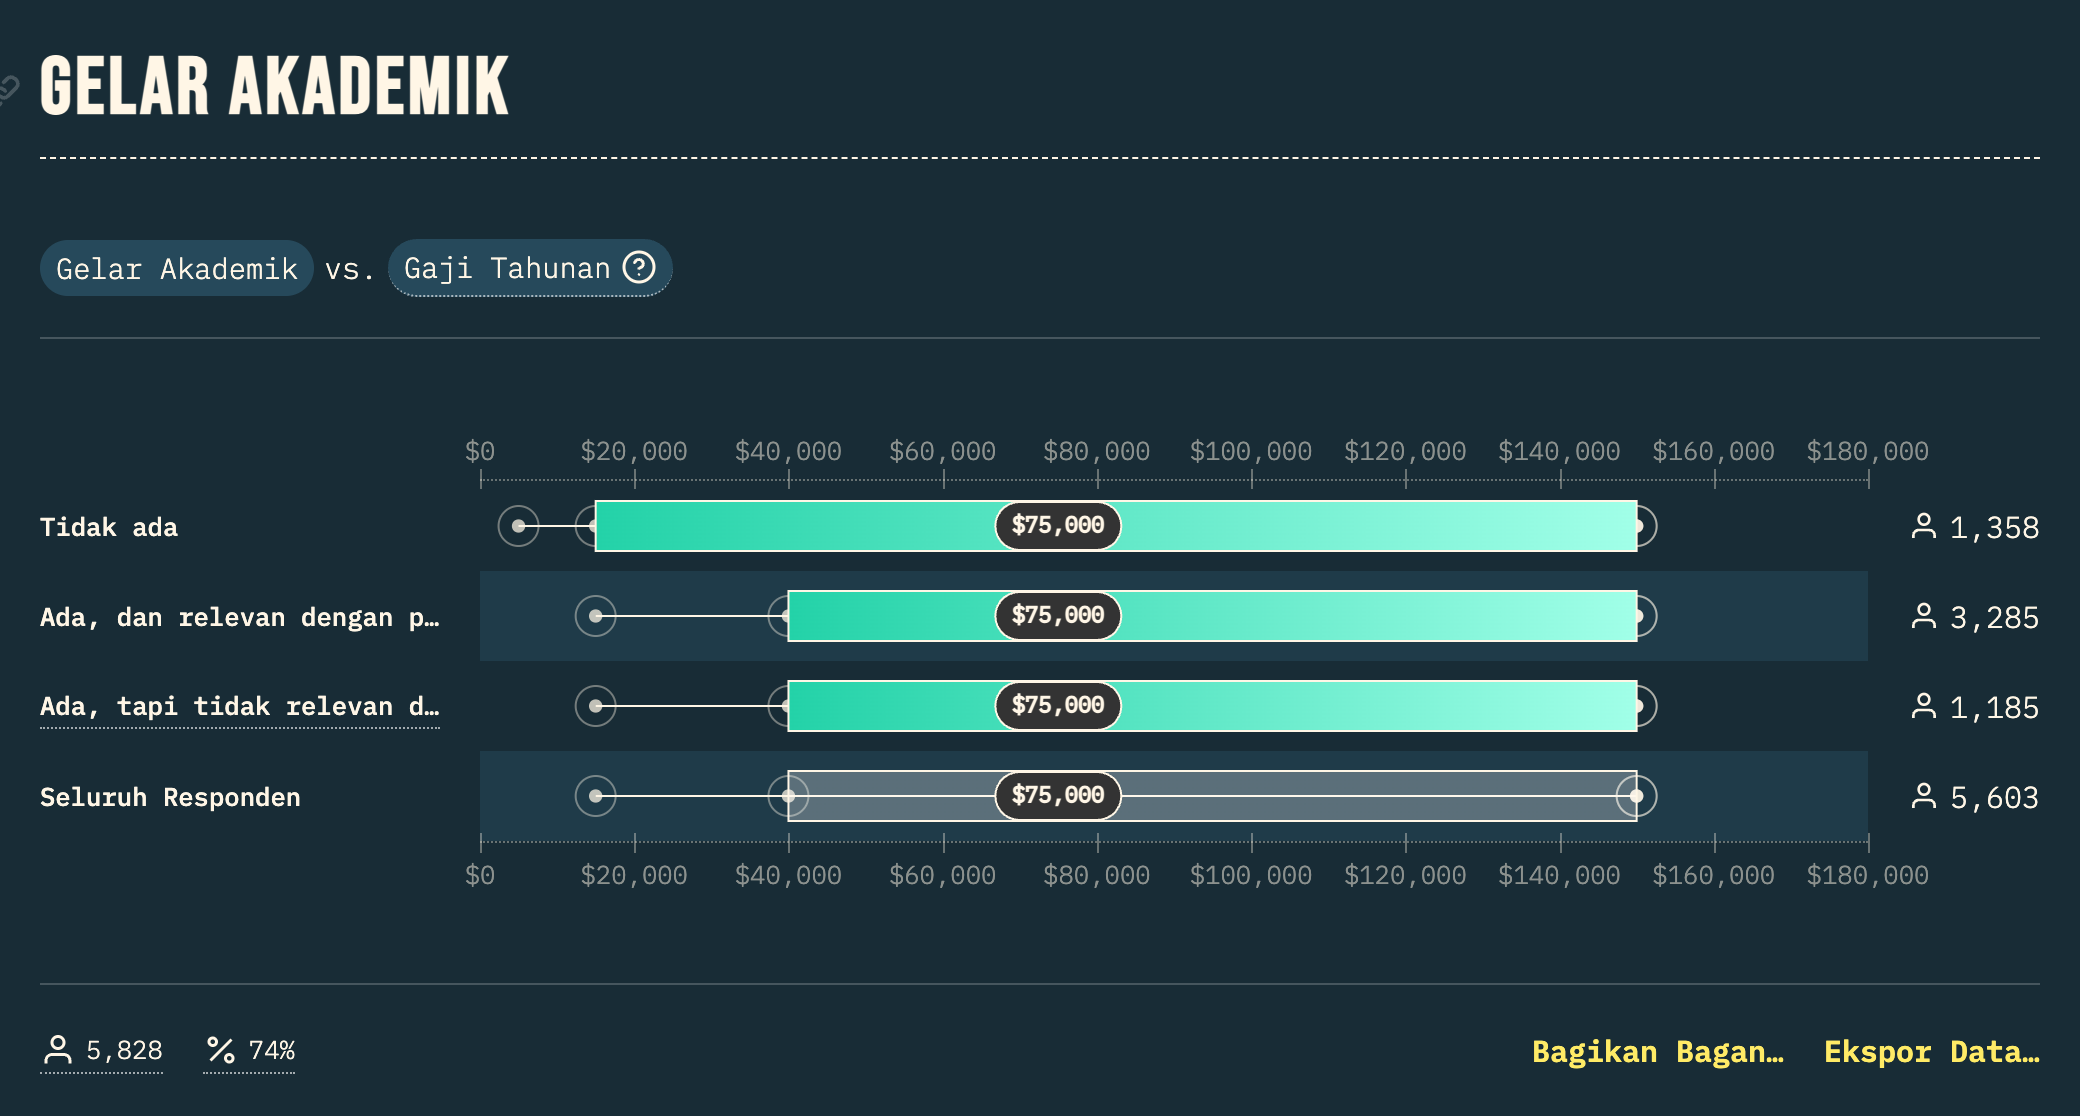 GELAR AKADEMIK
Gelar Akademik vs. Gaji Tahunan
$0 $20,000 $40,000 $60,000 $80,000 $100,000 $120,000 $140,000 $160,000 $180,000
Tidak ada $75,000 1,358
Ada, dan relevan dengan p… $75,000 3,285
Ada, tapi tidak relevan d… $75,000 1,185
Seluruh Responden $75,000 5,603
$0 $20,000 $40,000 $60,000 $80,000 $100,000 $120,000 $140,000 $160,000 $180,000
5,828 74% Bagikan Bagan… Ekspor Data…